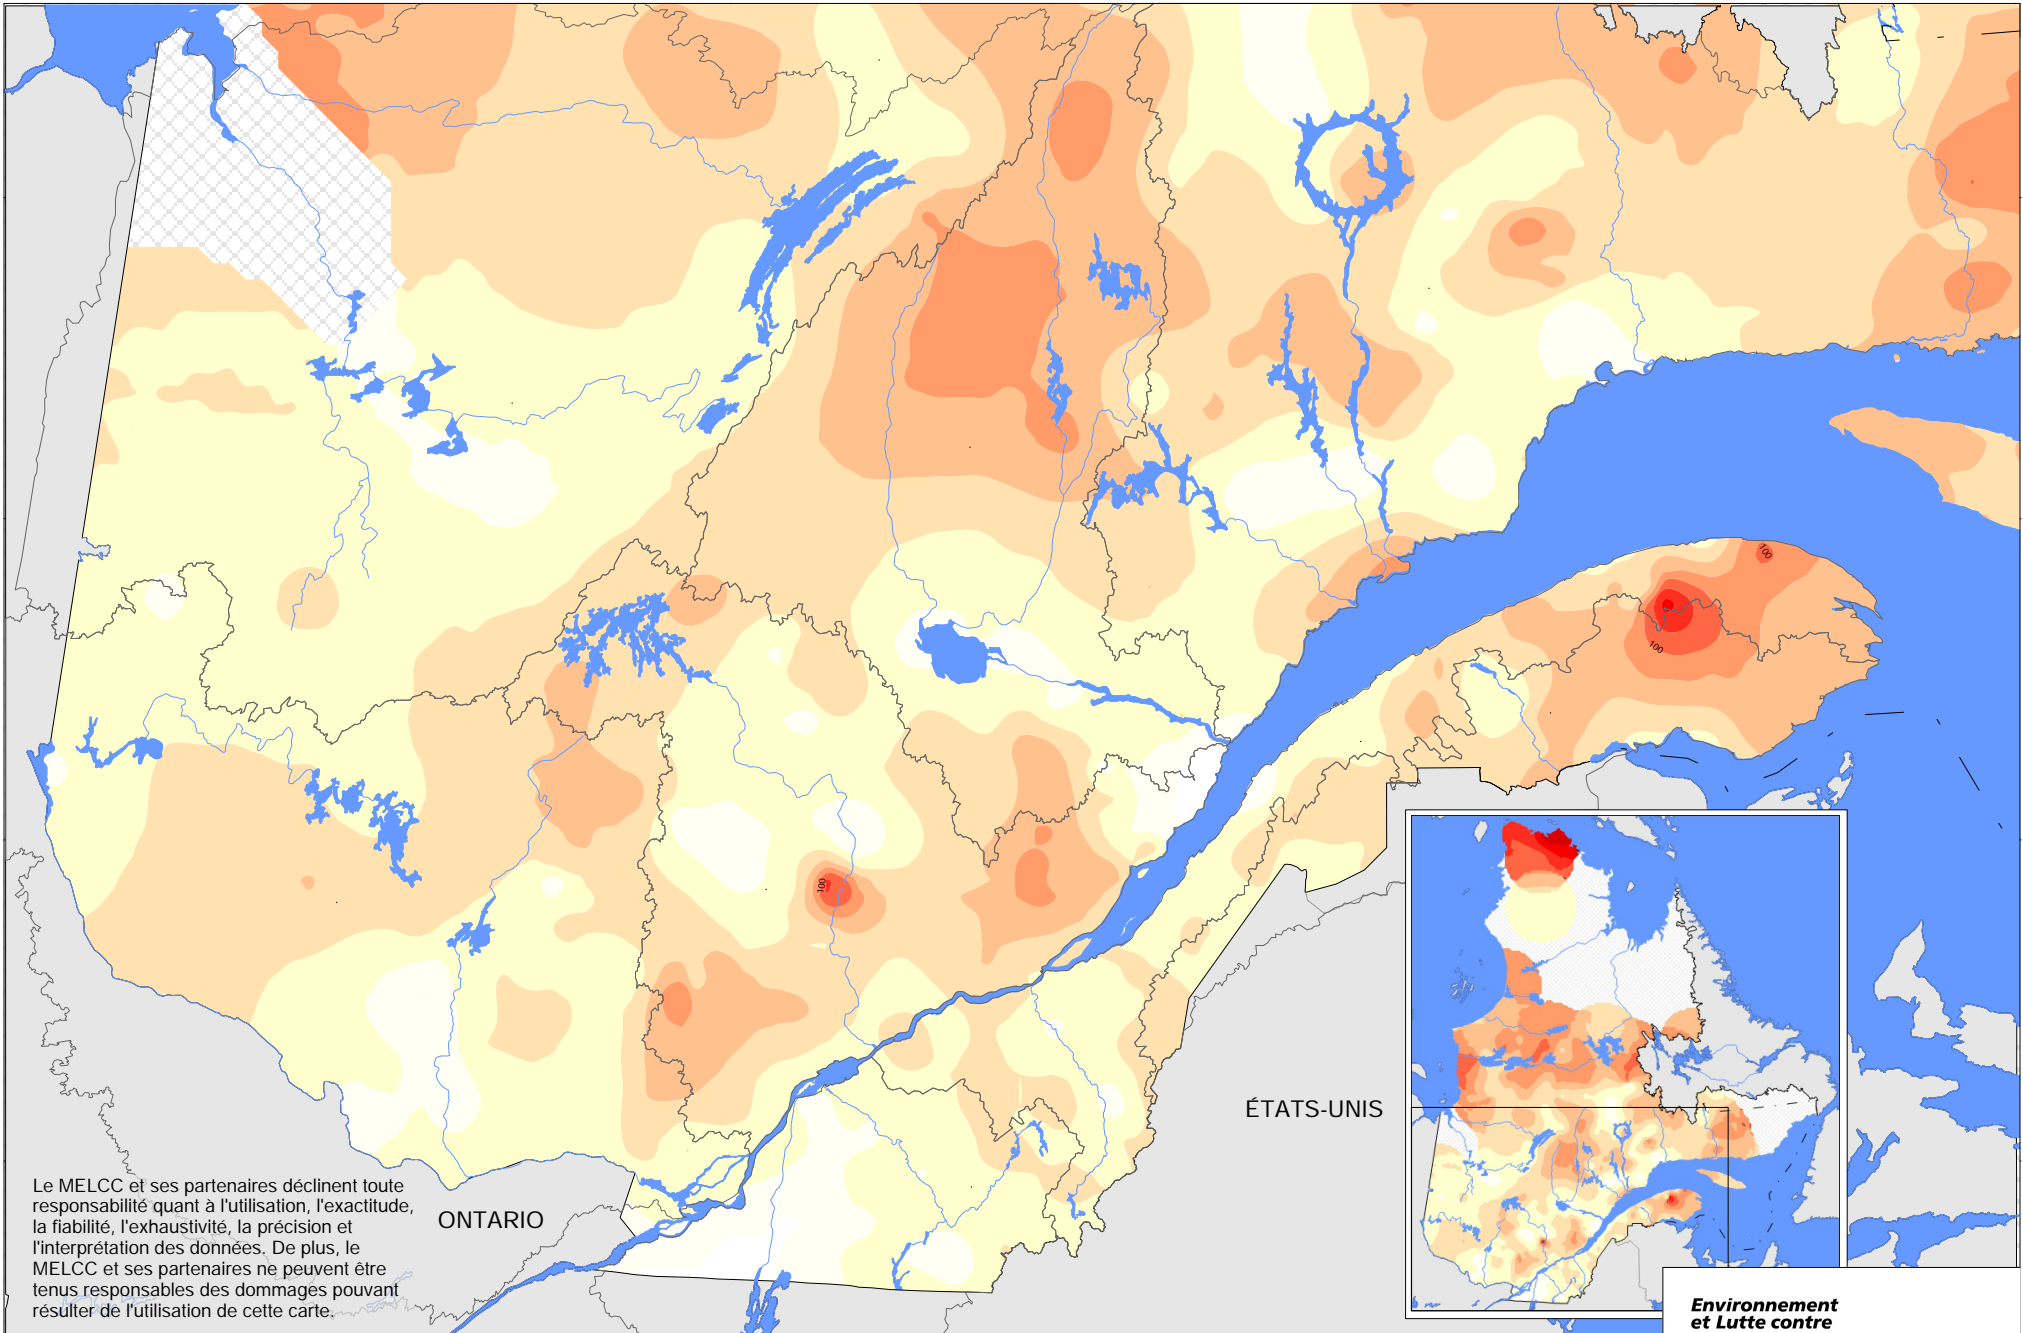 100
100
100
ÉTATS-UNIS
ONTARIO
Le MELCC et ses partenaires déclinent toute
responsabilité quant à l'utilisation, l'exactitude,
la fiabilité, l'exhaustivité, la précision et
l'interprétation des données. De plus, le
MELCC et ses partenaires ne peuvent être
tenus responsables des dommages pouvant
résulter de l'utilisation de cette carte.
Environnement
et Lutte contre